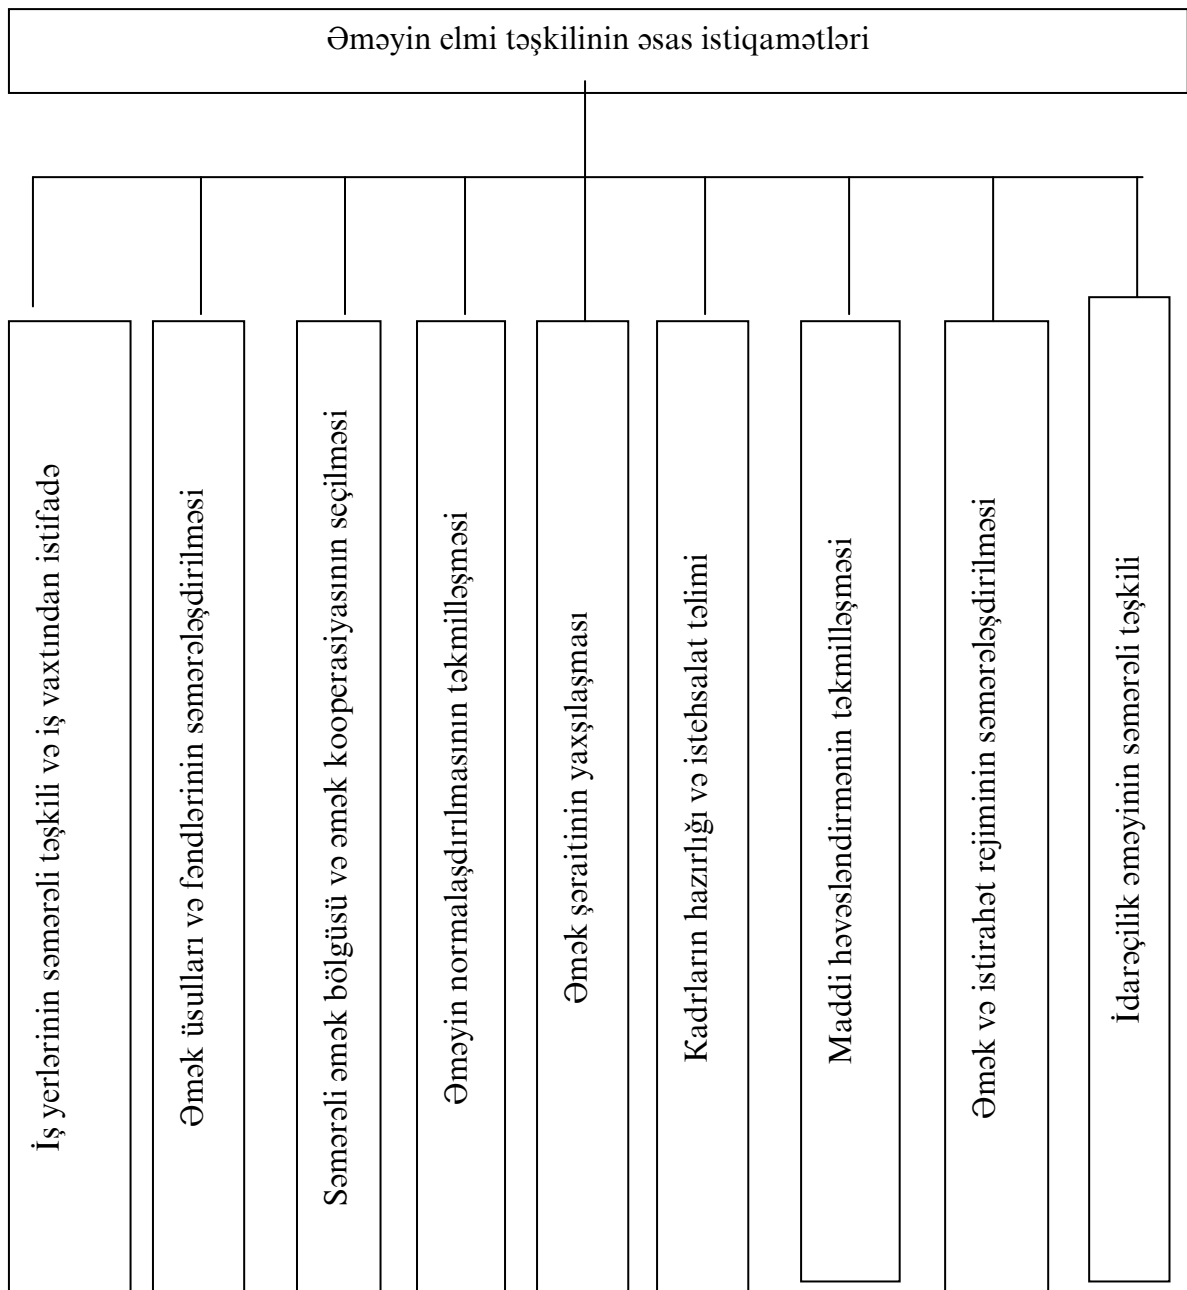 Əməyin elmi təşkilinin əsas istiqamətləri
İş yerlərinin səmərəli təşkili və iş vaxtından istifadə
Əmək üsulları və fəndlərinin səmərələşdirilməsi
Səmərəli əmək bölgüsü və əmək kooperasiyasının seçilməsi
Əməyin normalaşdırılmasının təkmilləşməsi
Əmək şəraitinin yaxşılaşması
Kadrların hazırlığı və istehsalat təlimi
Maddi həvəsləndirmənin təkmilləşməsi
Əmək və istirahət rejiminin səmərələşdirilməsi
İdarəçilik əməyinin səmərəli təşkili